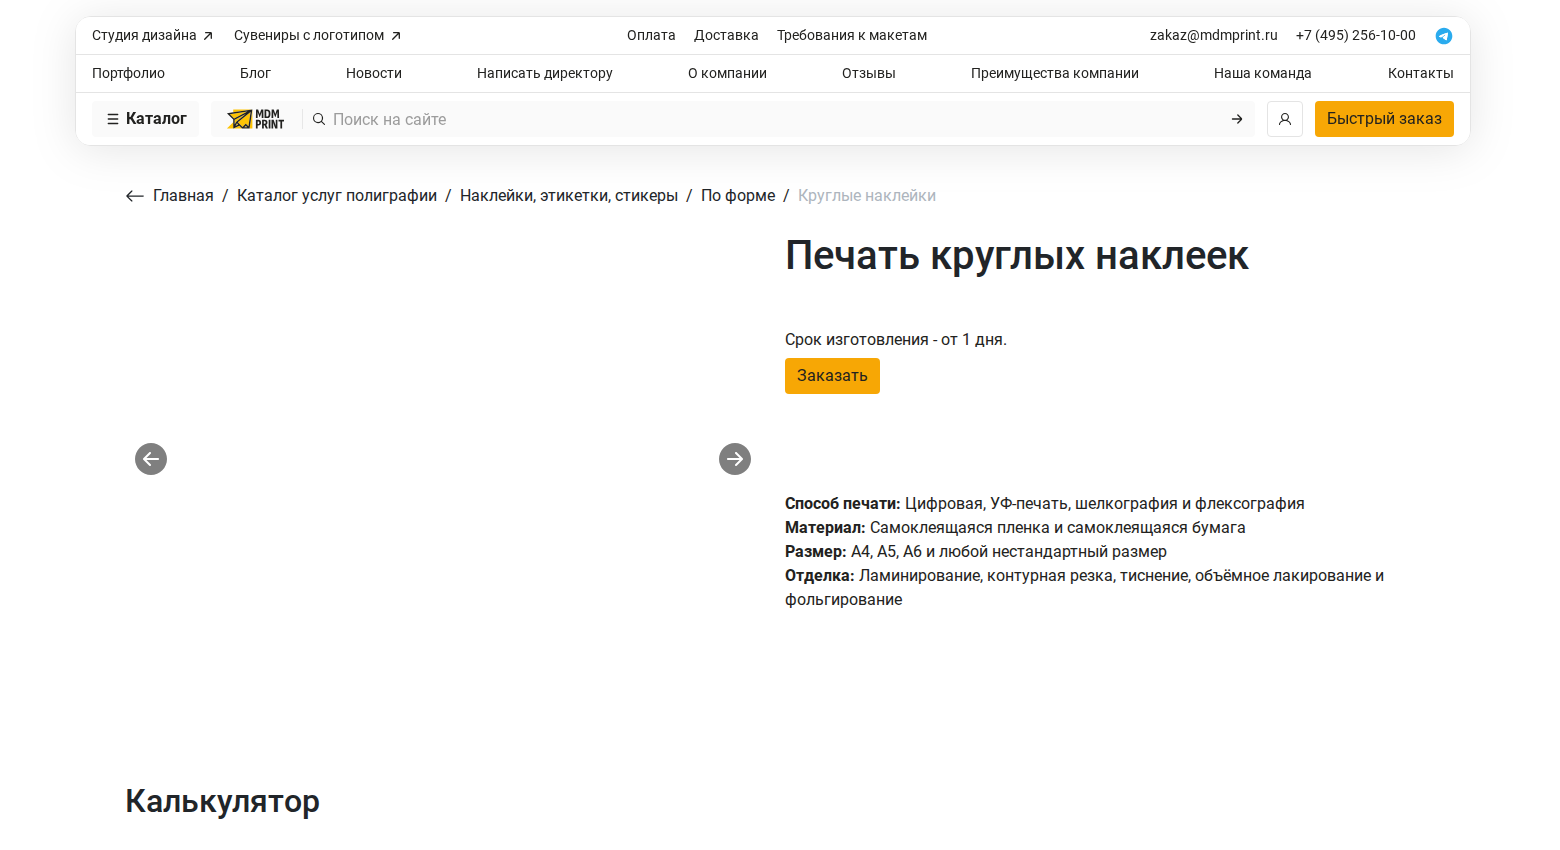 Студия дизайна Сувениры с логотипом Оплата Доставка Требования к макетам zakaz@mdmprint.ru +7 (495) 256-10-00
Портфолио Блог Новости Написать директору О компании Отзывы Преимущества компании Наша команда Контакты
Каталог MDM PRINT Поиск на сайте Быстрый заказ
Главная / Каталог услуг полиграфии / Наклейки, этикетки, стикеры / По форме / Круглые наклейки
Печать круглых наклеек
Срок изготовления - от 1 дня.
Заказать
Способ печати: Цифровая, УФ-печать, шелкография и флексография
Материал: Самоклеящаяся пленка и самоклеящаяся бумага
Размер: А4, А5, А6 и любой нестандартный размер
Отделка: Ламинирование, контурная резка, тиснение, объёмное лакирование и
фольгирование
Калькулятор